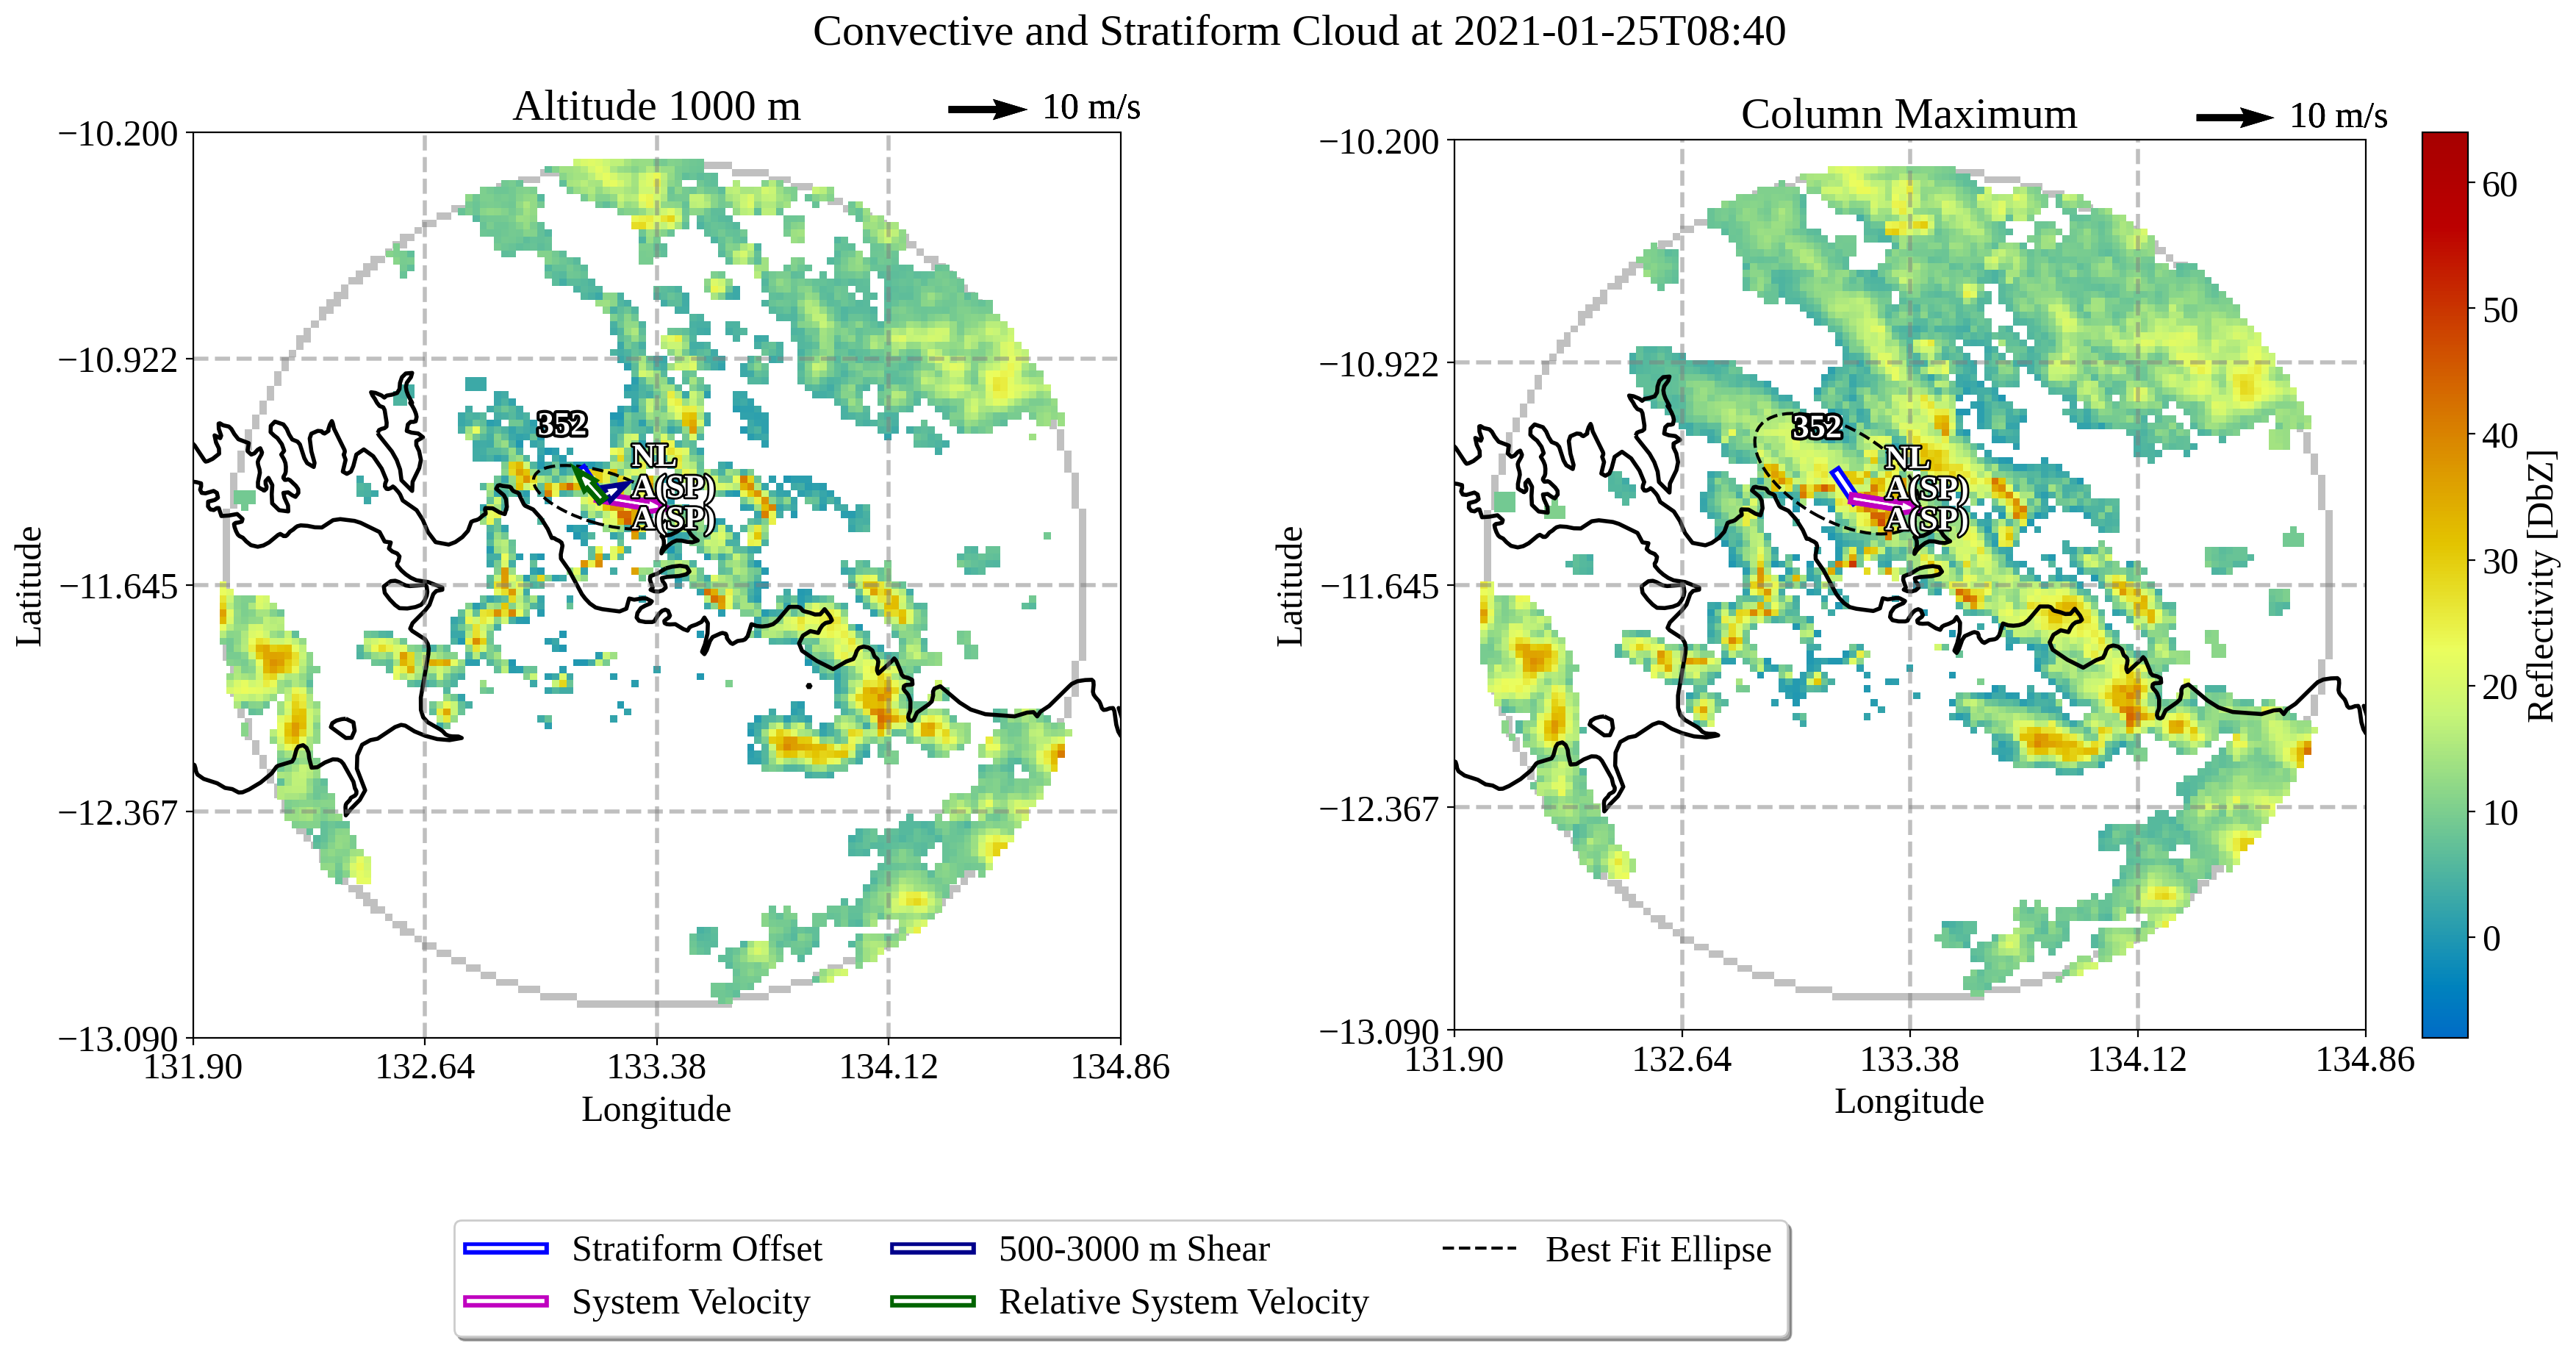 Convective and Stratiform Cloud at 2021-01-25T08:40
Altitude 1000 m
10 m/s
−10.200
−10.922
−11.645
−12.367
−13.090
131.90
132.64
133.38
134.12
134.86
Latitude
Longitude
352
NL
A(SP)
A(SP)
Column Maximum
10 m/s
−10.200
−10.922
−11.645
−12.367
−13.090
131.90
132.64
133.38
134.12
134.86
Latitude
Longitude
352
NL
A(SP)
A(SP)
60
50
40
30
20
10
0
Reflectivity [DbZ]
Stratiform Offset
System Velocity
500-3000 m Shear
Relative System Velocity
Best Fit Ellipse